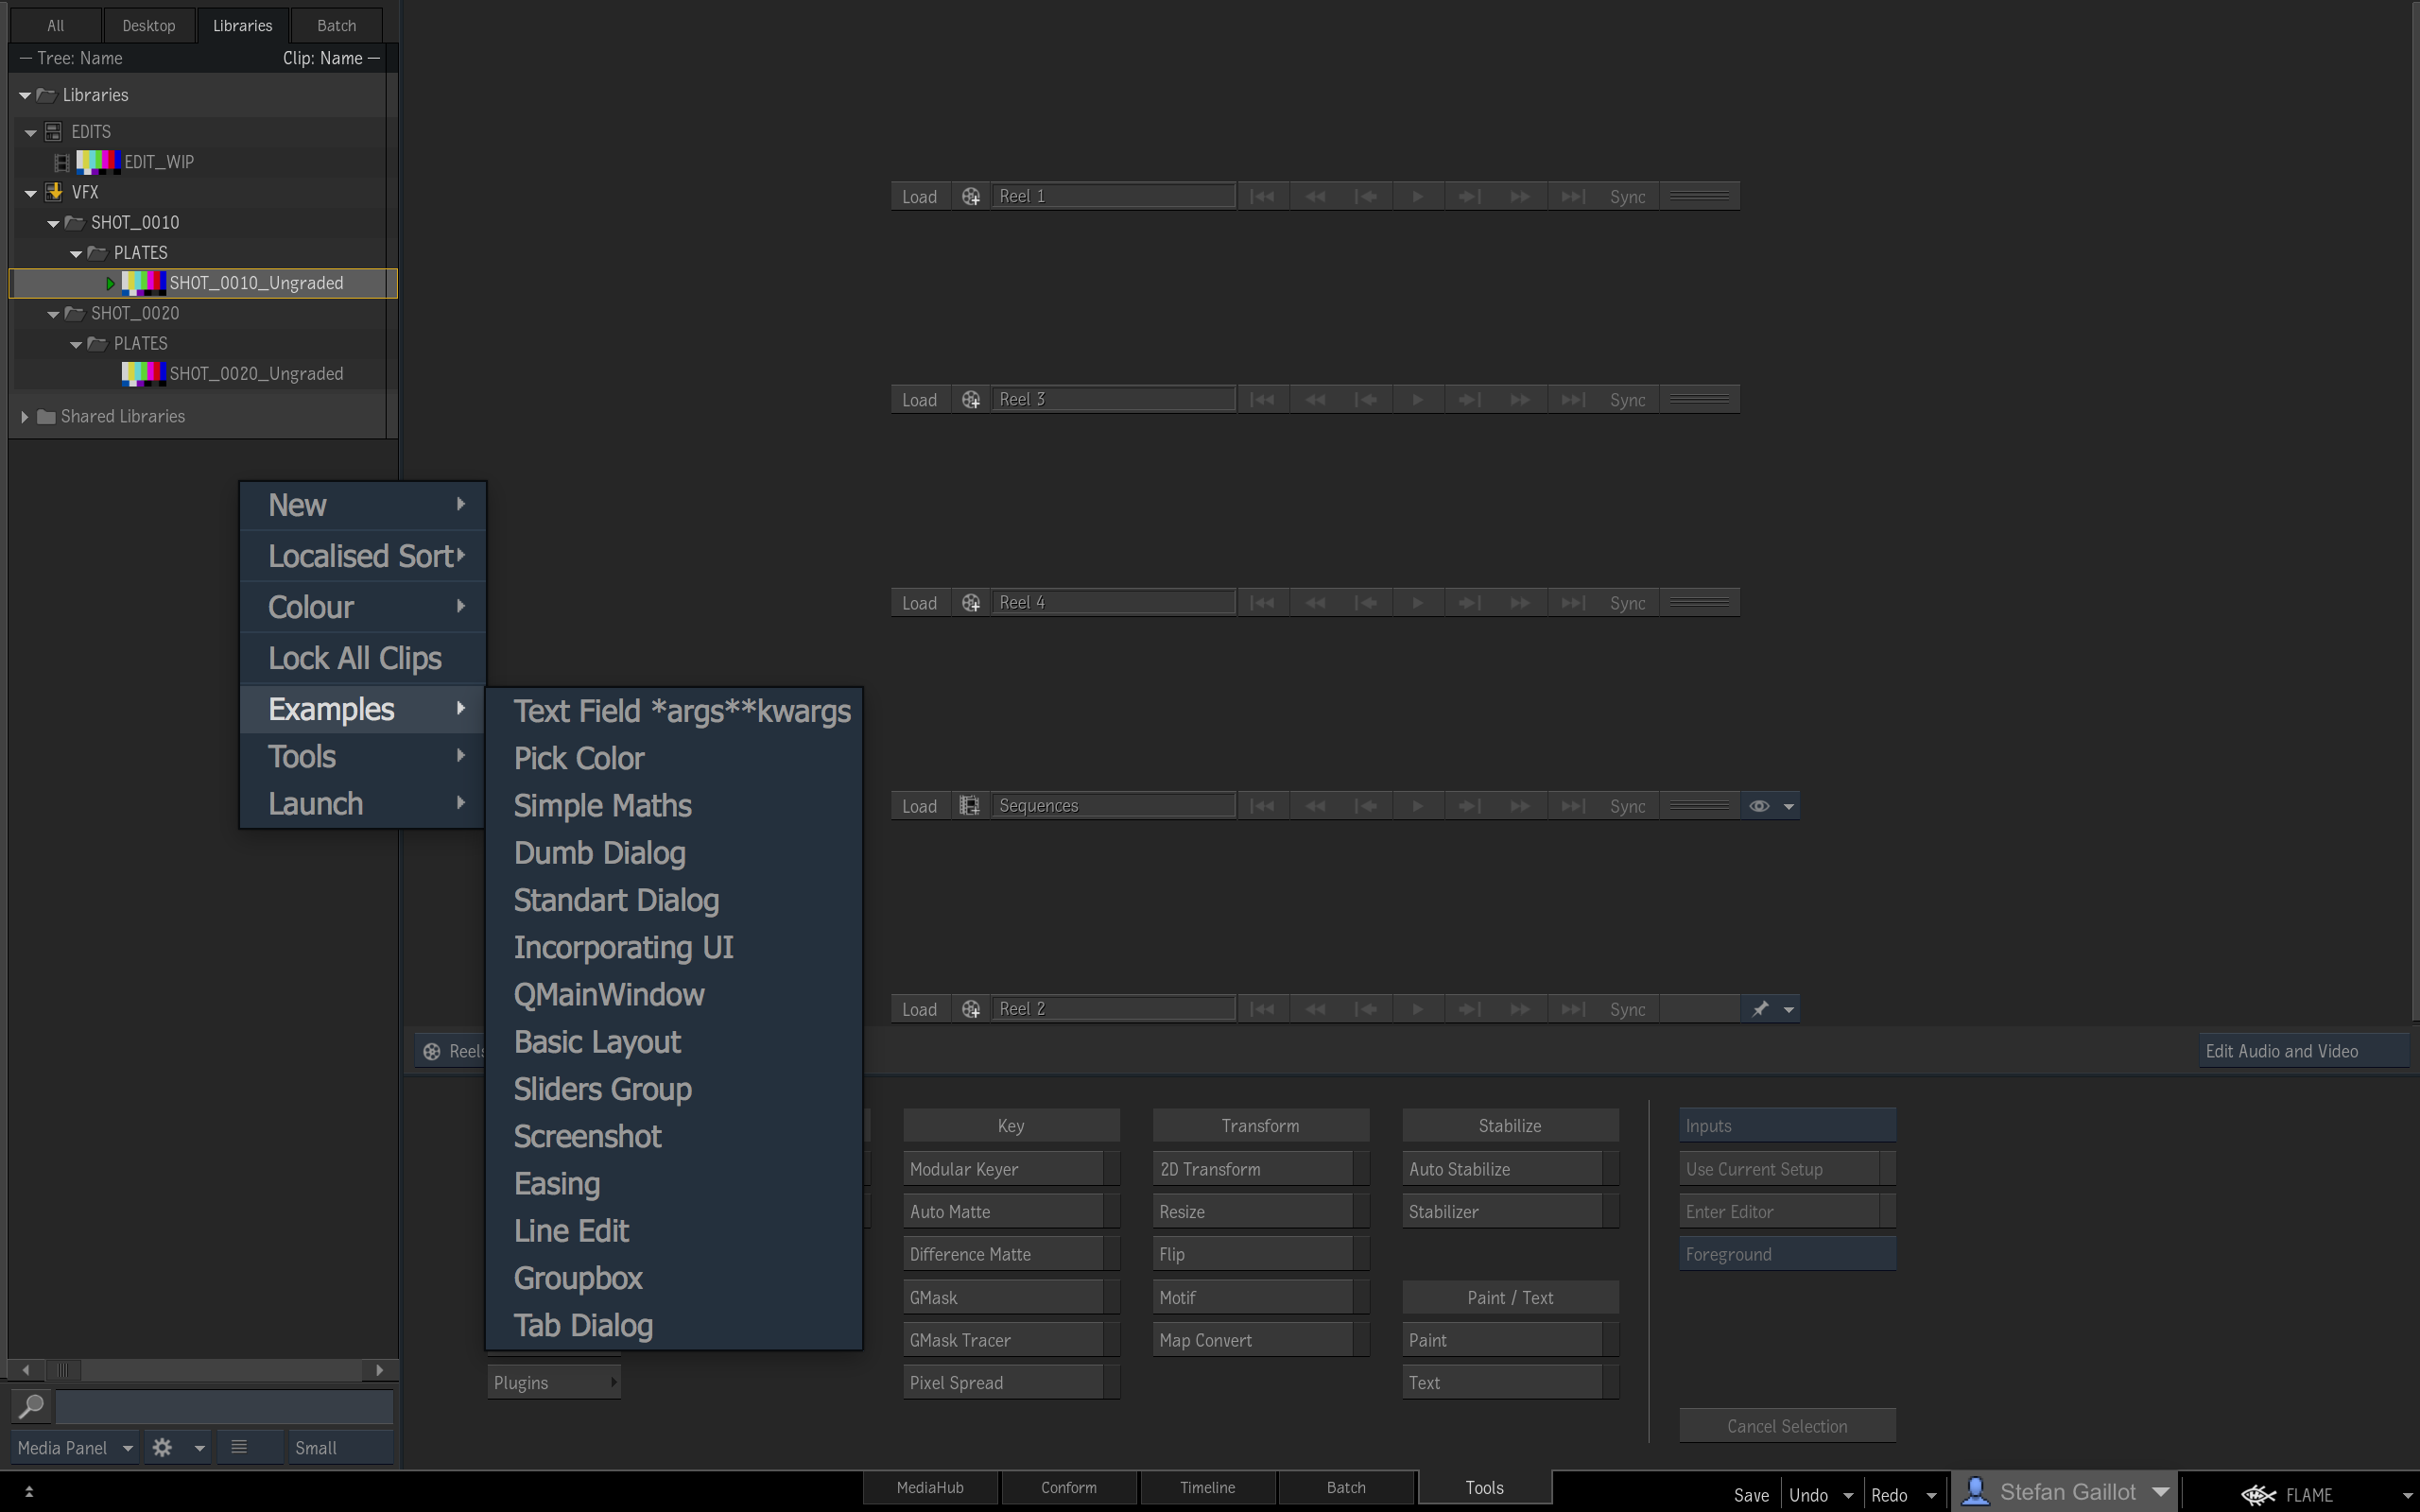 All
Desktop
Libraries
Batch
Tree: Name
Clip: Name
Libraries
EDITS
EDIT_WIP
VFX
SHOT_0010
PLATES
SHOT_0010_Ungraded
SHOT_0020
PLATES
SHOT_0020_Ungraded
Shared Libraries
New
Localised Sort
Colour
Lock All Clips
Examples
Tools
Launch
Text Field *args**kwargs
Pick Color
Simple Maths
Dumb Dialog
Standart Dialog
Incorporating UI
QMainWindow
Basic Layout
Sliders Group
Screenshot
Easing
Line Edit
Groupbox
Tab Dialog
Load Reel 1 Sync
Load Reel 3 Sync
Load Reel 4 Sync
Load Sequences Sync
Load Reel 2 Sync
Reels
Edit Audio and Video
Key
Modular Keyer
Auto Matte
Difference Matte
GMask
GMask Tracer
Pixel Spread
Transform
2D Transform
Resize
Flip
Motif
Map Convert
Stabilize
Auto Stabilize
Stabilizer
Paint / Text
Paint
Text
Inputs
Use Current Setup
Enter Editor
Foreground
Cancel Selection
Plugins
Media Panel
Small
MediaHub
Conform
Timeline
Batch
Tools
Save
Undo
Redo
Stefan Gaillot
FLAME